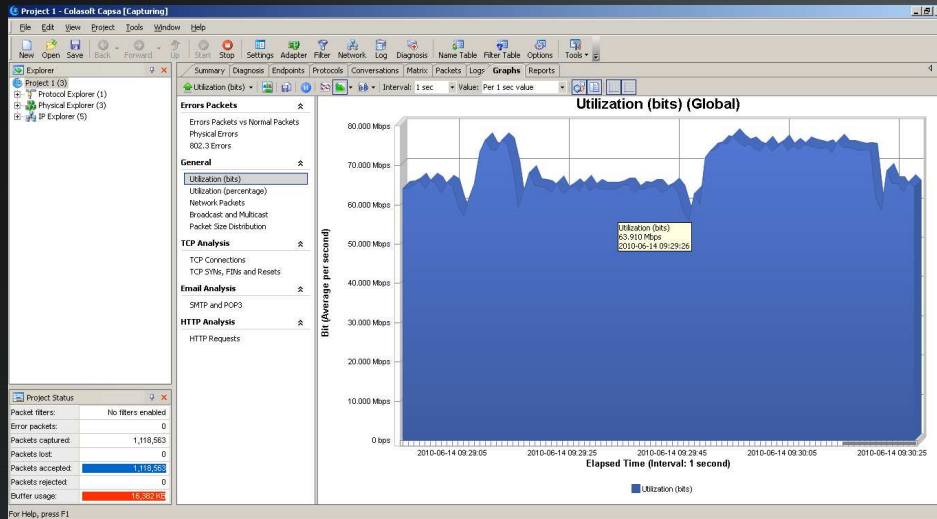 Project 1 - Colasoft Capsa [Capturing]
File Edit View Project Tools Window Help
New Open Save Back Forward Up Start Stop Settings Adapter Filter Network Log Diagnosis Name Table Filter Table Options Tools
Explorer
Project 1 (3)
Protocol Explorer (1)
Physical Explorer (3)
IP Explorer (5)
Summary Diagnosis Endpoints Protocols Conversations Matrix Packets Logs Graphs Reports
Utilization (bits) Interval: 1 sec Value: Per 1 sec value
Errors Packets
Errors Packets vs Normal Packets
Physical Errors
802.3 Errors
General
Utilization (bits)
Utilization (percentage)
Network Packets
Broadcast and Multicast
Packet Size Distribution
TCP Analysis
TCP Connections
TCP SYNs, FINs and Resets
Email Analysis
SMTP and POP3
HTTP Analysis
HTTP Requests
Utilization (bits) (Global)
80.000 Mbps
70.000 Mbps
60.000 Mbps
50.000 Mbps
40.000 Mbps
30.000 Mbps
20.000 Mbps
10.000 Mbps
0 bps
Bit (Average per second)
Utilization (bits)
63.910 Mbps
2010-06-14 09:29:26
2010-06-14 09:29:05
2010-06-14 09:29:25
2010-06-14 09:29:45
2010-06-14 09:30:05
2010-06-14 09:30:25
Elapsed Time (Interval: 1 second)
Utilization (bits)
Project Status
Packet filters: No filters enabled
Error packets: 0
Packets captured: 1,118,563
Packets lost: 0
Packets accepted: 1,118,563
Packets rejected: 0
Buffer usage: 16,382 KB
For Help, press F1